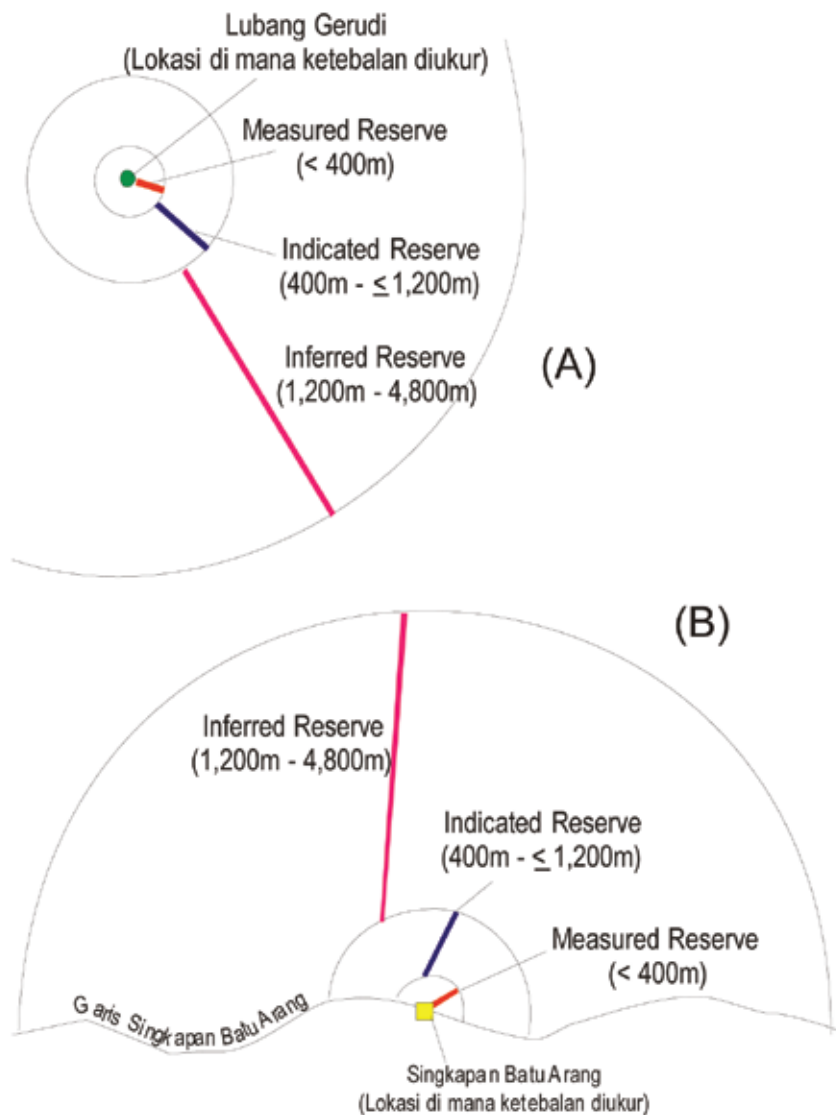 Lubang Gerudi
(Lokasi di mana ketebalan diukur)
Measured Reserve
(< 400m)
Indicated Reserve
(400m - ≤ 1,200m)
Inferred Reserve
(1,200m - 4,800m)
(A)
(B)
Inferred Reserve
(1,200m - 4,800m)
Indicated Reserve
(400m - ≤ 1,200m)
Measured Reserve
(< 400m)
Garis Singkapan Batu Arang
Singkapan Batu Arang
(Lokasi di mana ketebalan diukur)